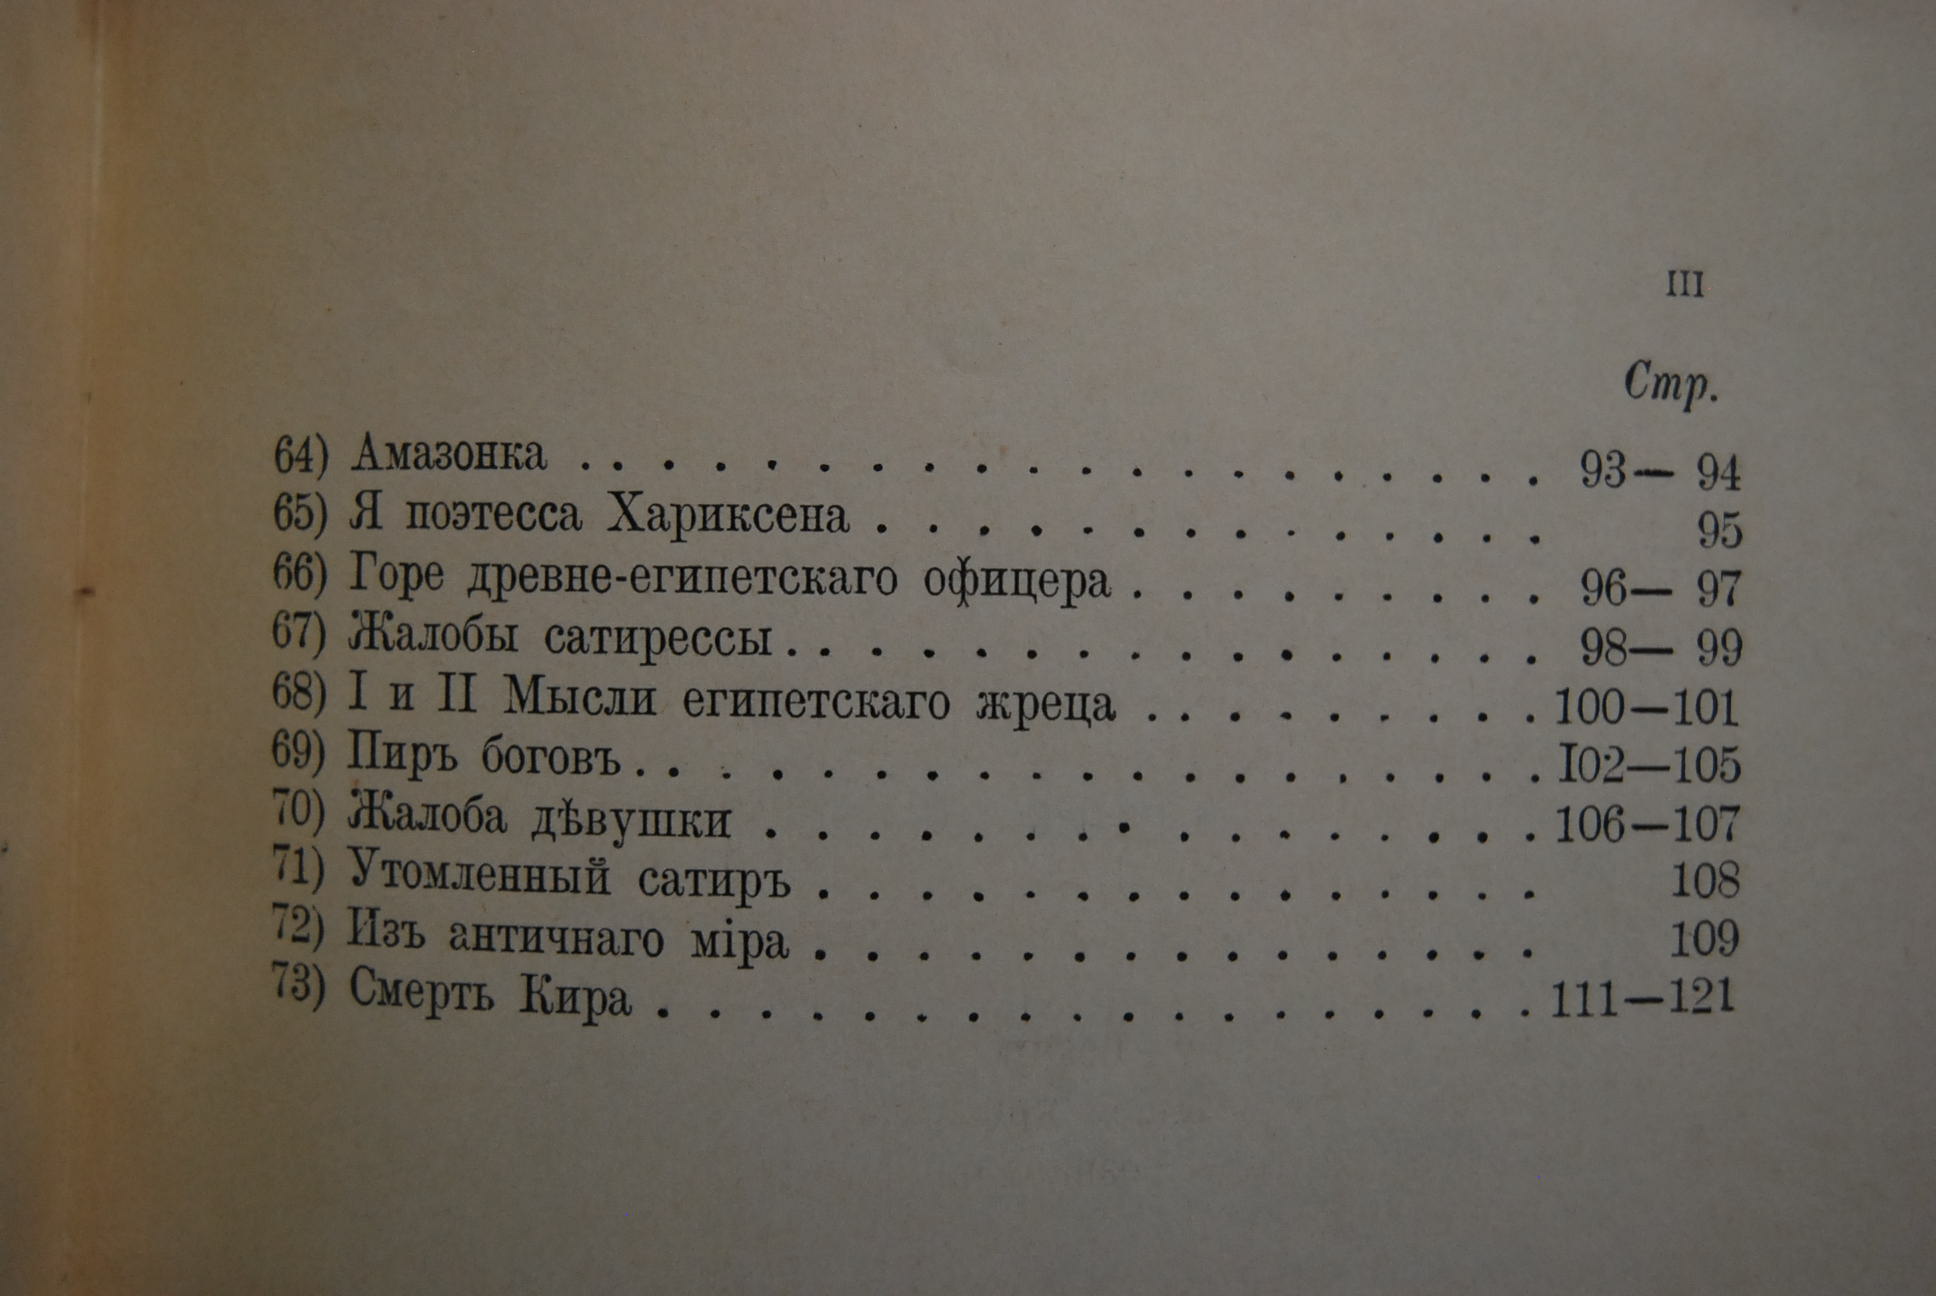 III
Стр.
64) Амазонка . . . . . . . . . . . . . . . . . . . . 93— 94
65) Я поэтесса Хариксена . . . . . . . . . . . . . . 95
66) Горе древне-египетскаго офицера . . . . . . . . . 96— 97
67) Жалобы сатирессы . . . . . . . . . . . . . . . . 98— 99
68) I и II Мысли египетскаго жреца . . . . . . . . . 100—101
69) Пиръ боговъ . . . . . . . . . . . . . . . . . . . I02—105
70) Жалоба дѣвушки . . . . . . . . . . . . . . . . 106—107
71) Утомленный сатиръ . . . . . . . . . . . . . . . 108
72) Изъ античнаго міра . . . . . . . . . . . . . . . 109
73) Смерть Кира . . . . . . . . . . . . . . . . . . 111—121